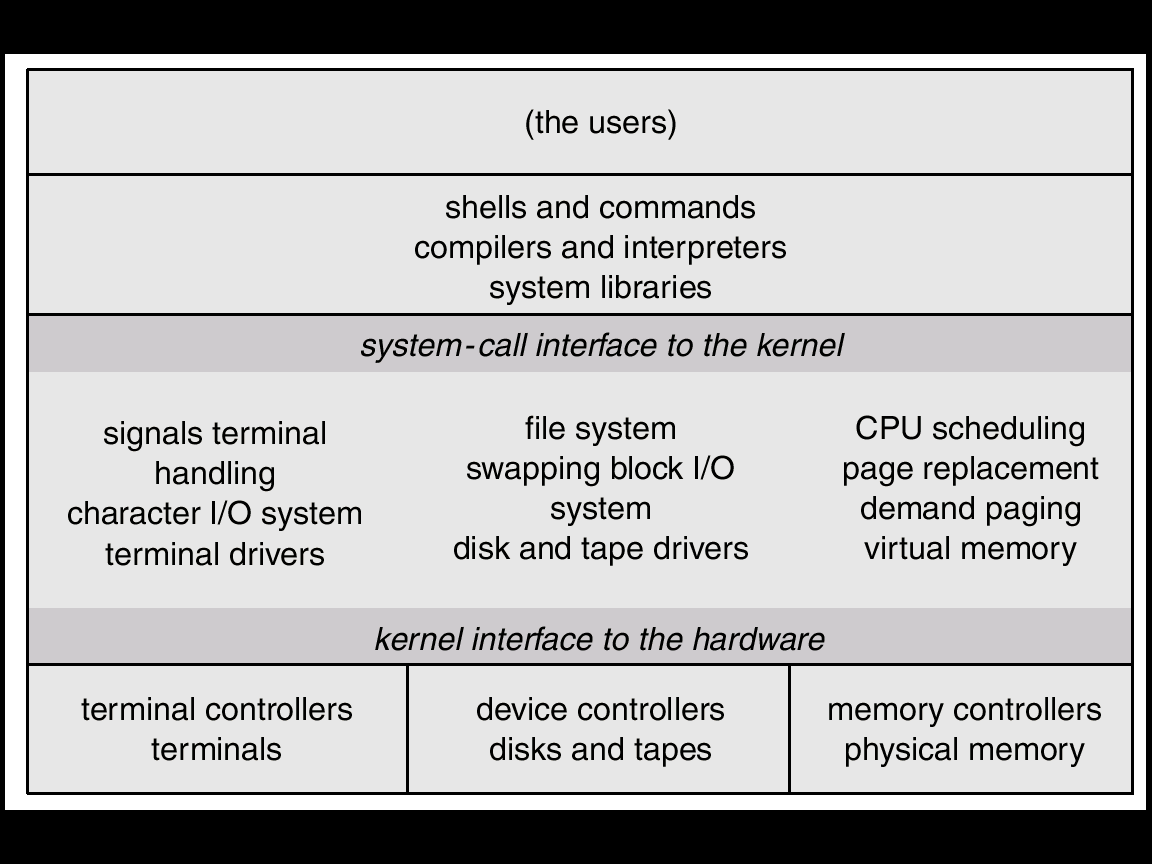 (the users)
shells and commands
compilers and interpreters
system libraries
system-call interface to the kernel
signals terminal
handling
character I/O system
terminal drivers
file system
swapping block I/O
system
disk and tape drivers
CPU scheduling
page replacement
demand paging
virtual memory
kernel interface to the hardware
terminal controllers
terminals
device controllers
disks and tapes
memory controllers
physical memory